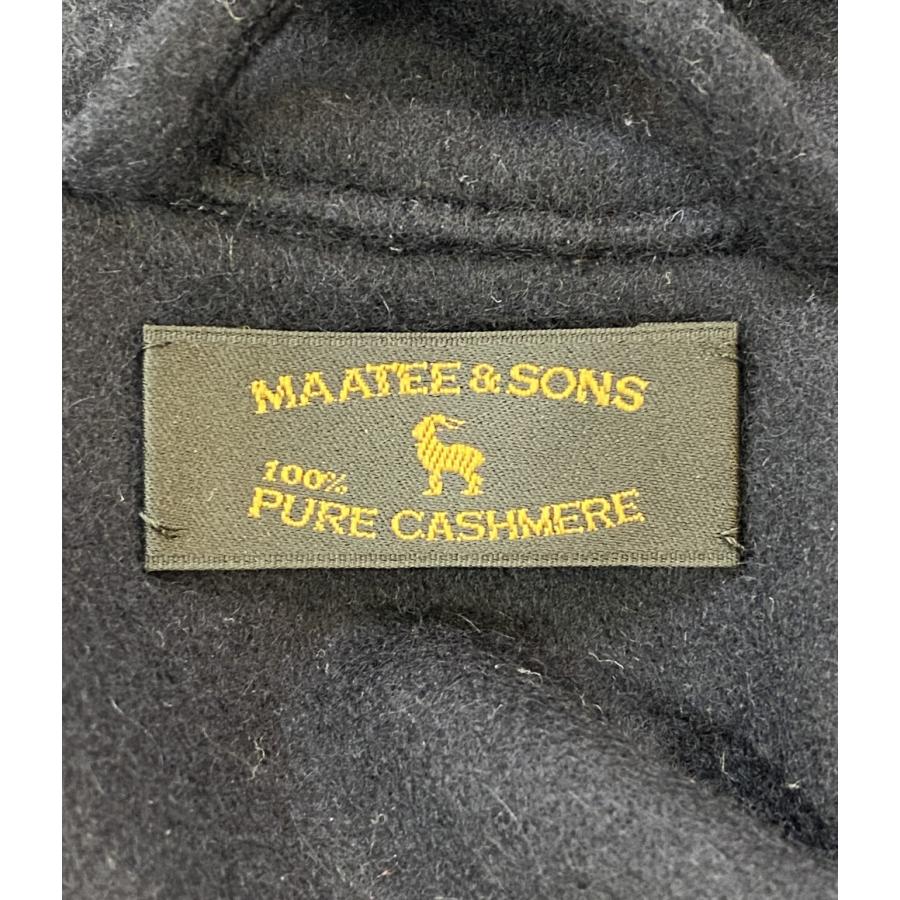 MAATEE & SONS
100%
PURE CASHMERE